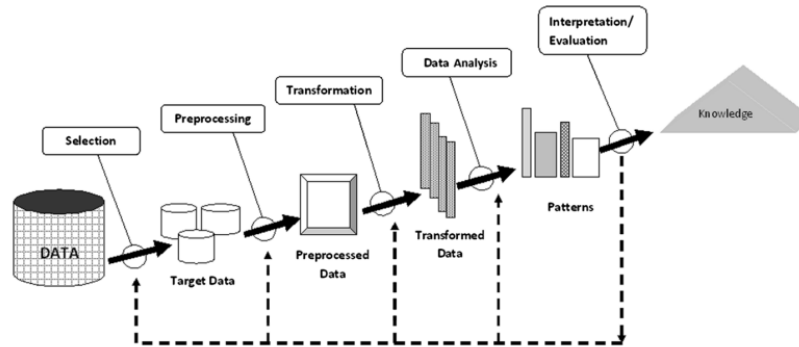 Interpretation/
Evaluation
Data Analysis
Transformation
Preprocessing
Selection
Knowledge
DATA
Target Data
Preprocessed
Data
Transformed
Data
Patterns